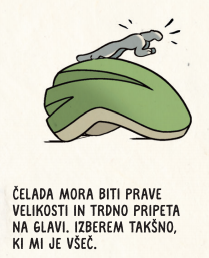 ČELADA MORA BITI PRAVE
VELIKOSTI IN TRDNO PRIPETA
NA GLAVI. IZBEREM TAKŠNO,
KI MI JE VŠEČ.